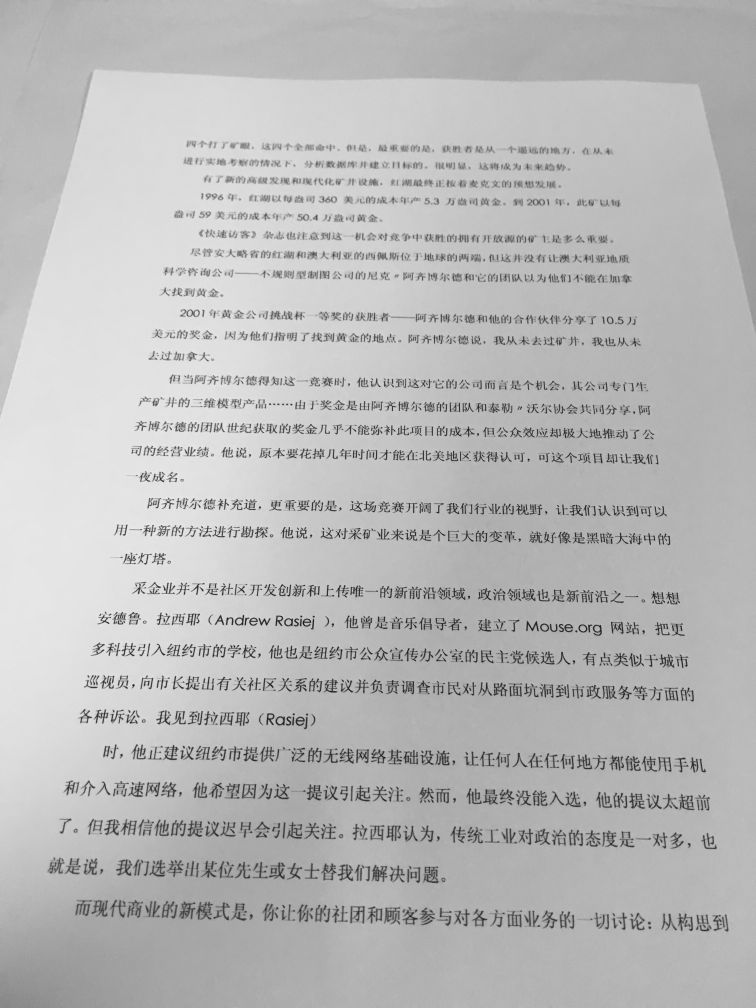 四个打了矿眼，这四个全部命中。但是，最重要的是，获胜者是从一个遥远的地方，在从未
进行实地考察的情况下，分析数据库并建立目标的。很明显，这将成为未来趋势。
有了新的高级发现和现代化矿井设施，红湖最终正按着麦克文的预想发展。
1996 年，红湖以每盎司 360 美元的成本年产 5.3 万盎司黄金。到 2001 年，此矿以每
盎司 59 美元的成本年产 50.4 万盎司黄金。
《快速访客》杂志也注意到这一机会对竞争中获胜的拥有开放源的矿主是多么重要。
尽管安大略省的红湖和澳大利亚的西佩斯位于地球的两端，但这并没有让澳大利亚地质
科学咨询公司——不规则型制图公司的尼克〃阿齐博尔德和它的团队以为他们不能在加拿
大找到黄金。
2001 年黄金公司挑战杯一等奖的获胜者——阿齐博尔德和他的合作伙伴分享了 10.5 万
美元的奖金，因为他们指明了找到黄金的地点。阿齐博尔德说，我从未去过矿井，我也从未
去过加拿大。
但当阿齐博尔德得知这一竞赛时，他认识到这对它的公司而言是个机会，其公司专门生
产矿井的三维模型产品……由于奖金是由阿齐博尔德的团队和泰勒〃沃尔协会共同分享，阿
齐博尔德的团队世纪获取的奖金几乎不能弥补此项目的成本，但公众效应却极大地推动了公
司的经营业绩。他说，原本要花掉几年时间才能在北美地区获得认可，可这个项目却让我们
一夜成名。
阿齐博尔德补充道，更重要的是，这场竞赛开阔了我们行业的视野，让我们认识到可以
用一种新的方法进行勘探。他说，这对采矿业来说是个巨大的变革，就好像是黑暗大海中的
一座灯塔。
采金业并不是社区开发创新和上传唯一的新前沿领域，政治领域也是新前沿之一。想想
安德鲁。拉西耶（Andrew Rasiej ），他曾是音乐倡导者，建立了 Mouse.org 网站，把更
多科技引入纽约市的学校，他也是纽约市公众宣传办公室的民主党候选人，有点类似于城市
巡视员，向市长提出有关社区关系的建议并负责调查市民对从路面坑洞到市政服务等方面的
各种诉讼。我见到拉西耶（Rasiej）
时，他正建议纽约市提供广泛的无线网络基础设施，让任何人在任何地方都能使用手机
和介入高速网络，他希望因为这一提议引起关注。然而，他最终没能入选，他的提议太超前
了。但我相信他的提议迟早会引起关注。拉西耶认为，传统工业对政治的态度是一对多，也
就是说，我们选举出某位先生或女士替我们解决问题。
而现代商业的新模式是，你让你的社团和顾客参与对各方面业务的一切讨论：从构思到